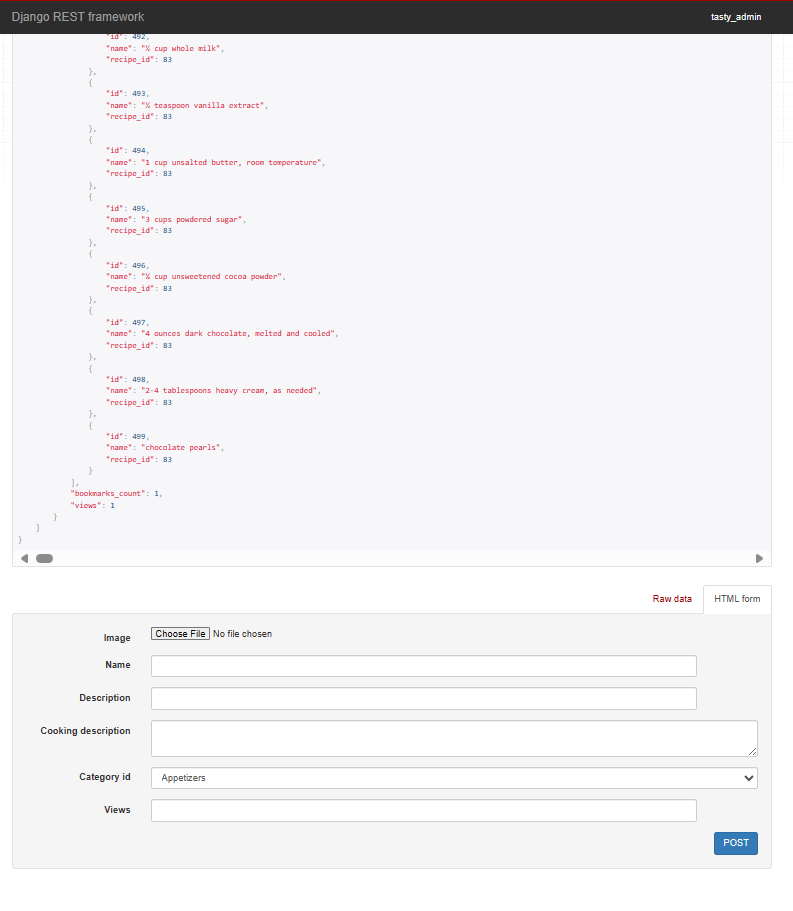 Django REST framework
tasty_admin
"id": 492,
"name": "½ cup whole milk",
"recipe_id": 83
},
{
"id": 493,
"name": "½ teaspoon vanilla extract",
"recipe_id": 83
},
{
"id": 494,
"name": "1 cup unsalted butter, room temperature",
"recipe_id": 83
},
{
"id": 495,
"name": "3 cups powdered sugar",
"recipe_id": 83
},
{
"id": 496,
"name": " cup unsweetened cocoa powder",
"recipe_id": 83
},
{
"id": 497,
"name": "4 ounces dark chocolate, melted and cooled",
"recipe_id": 83
},
{
"id": 498,
"name": "2-4 tablespoons heavy cream, as needed",
"recipe_id": 83
},
{
"id": 499,
"name": "chocolate pearls",
"recipe_id": 83
}
],
"bookmarks_count": 1,
"views": 1
}
]
}
Raw data
HTML form
Image
Choose File No file chosen
Name
Description
Cooking description
Category id
Appetizers
Views
POST